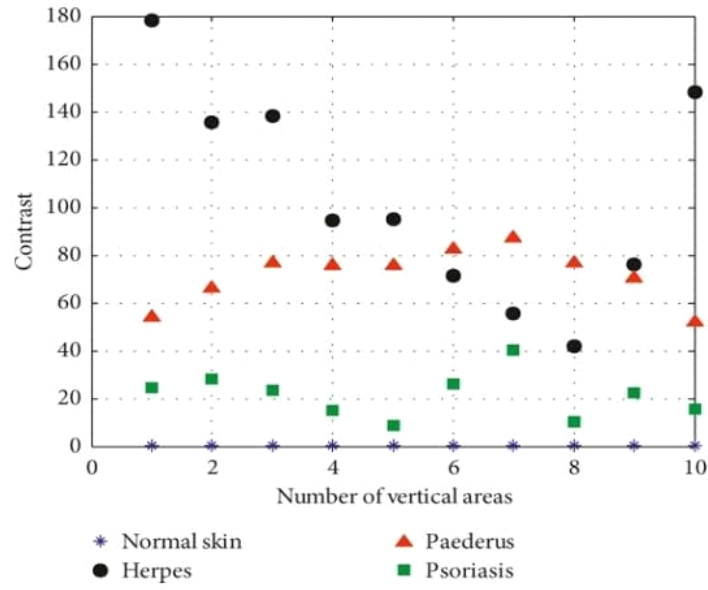 180
160
140
120
100
80
60
40
20
0
Contrast
0 2 4 6 8 10
Number of vertical areas
Normal skin Paederus
Herpes Psoriasis